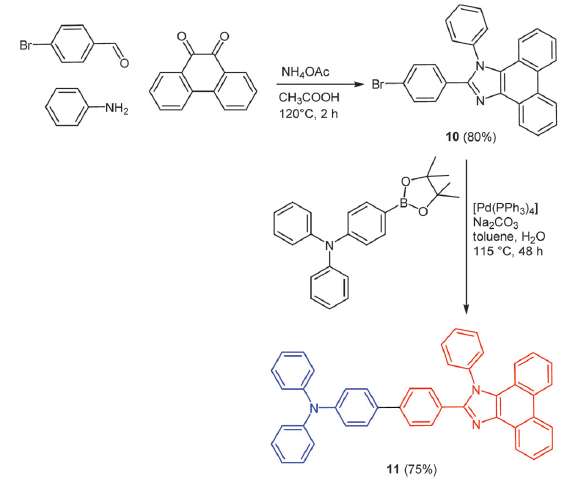 Br
O
NH₂
O O
NH₄OAc
CH₃COOH
120°C, 2 h
Br
N
N
10 (80%)
N
O
B
O
[Pd(PPh₃)₄]
Na₂CO₃
toluene, H₂O
115 °C, 48 h
N
N
N
11 (75%)